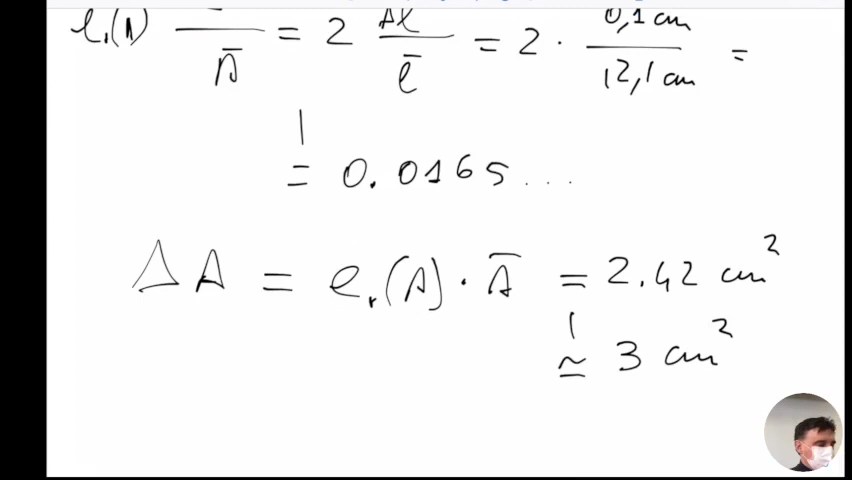 e_r(A) ‾‾‾/Ā = 2 Δl/l̄ = 2 · 0,1 cm/12,1 cm =
= 0.0165...
ΔA = e_r(A) · Ā = 2.42 cm²
≃ 3 cm²